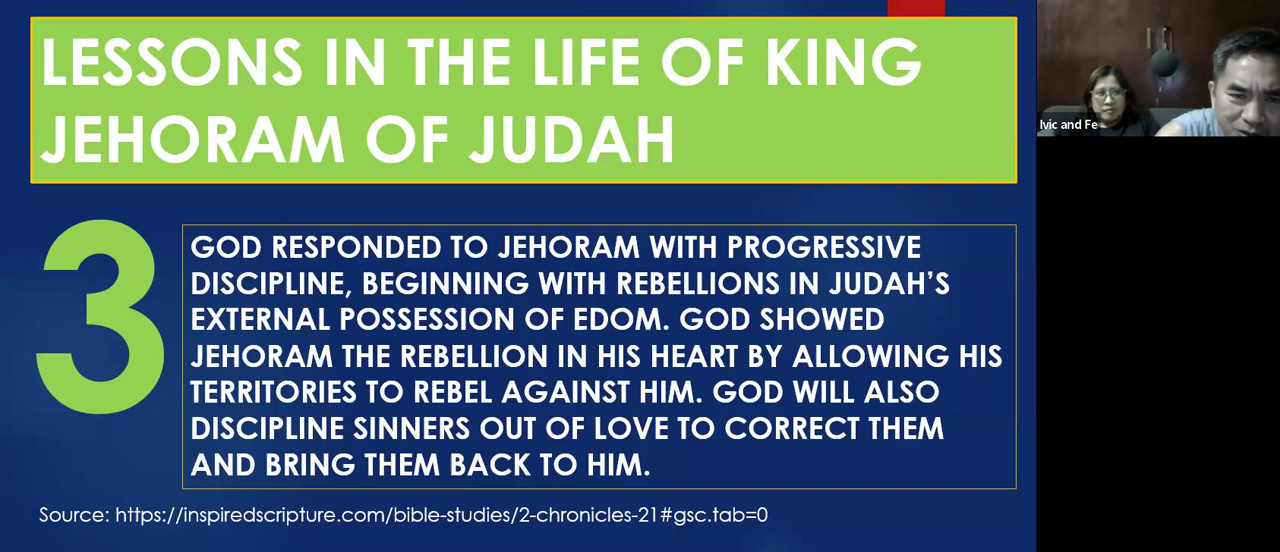 LESSONS IN THE LIFE OF KING
JEHORAM OF JUDAH
3
GOD RESPONDED TO JEHORAM WITH PROGRESSIVE
DISCIPLINE, BEGINNING WITH REBELLIONS IN JUDAH’S
EXTERNAL POSSESSION OF EDOM. GOD SHOWED
JEHORAM THE REBELLION IN HIS HEART BY ALLOWING HIS
TERRITORIES TO REBEL AGAINST HIM. GOD WILL ALSO
DISCIPLINE SINNERS OUT OF LOVE TO CORRECT THEM
AND BRING THEM BACK TO HIM.
Source: https://inspiredscripture.com/bible-studies/2-chronicles-21#gsc.tab=0
Ivic and Fe